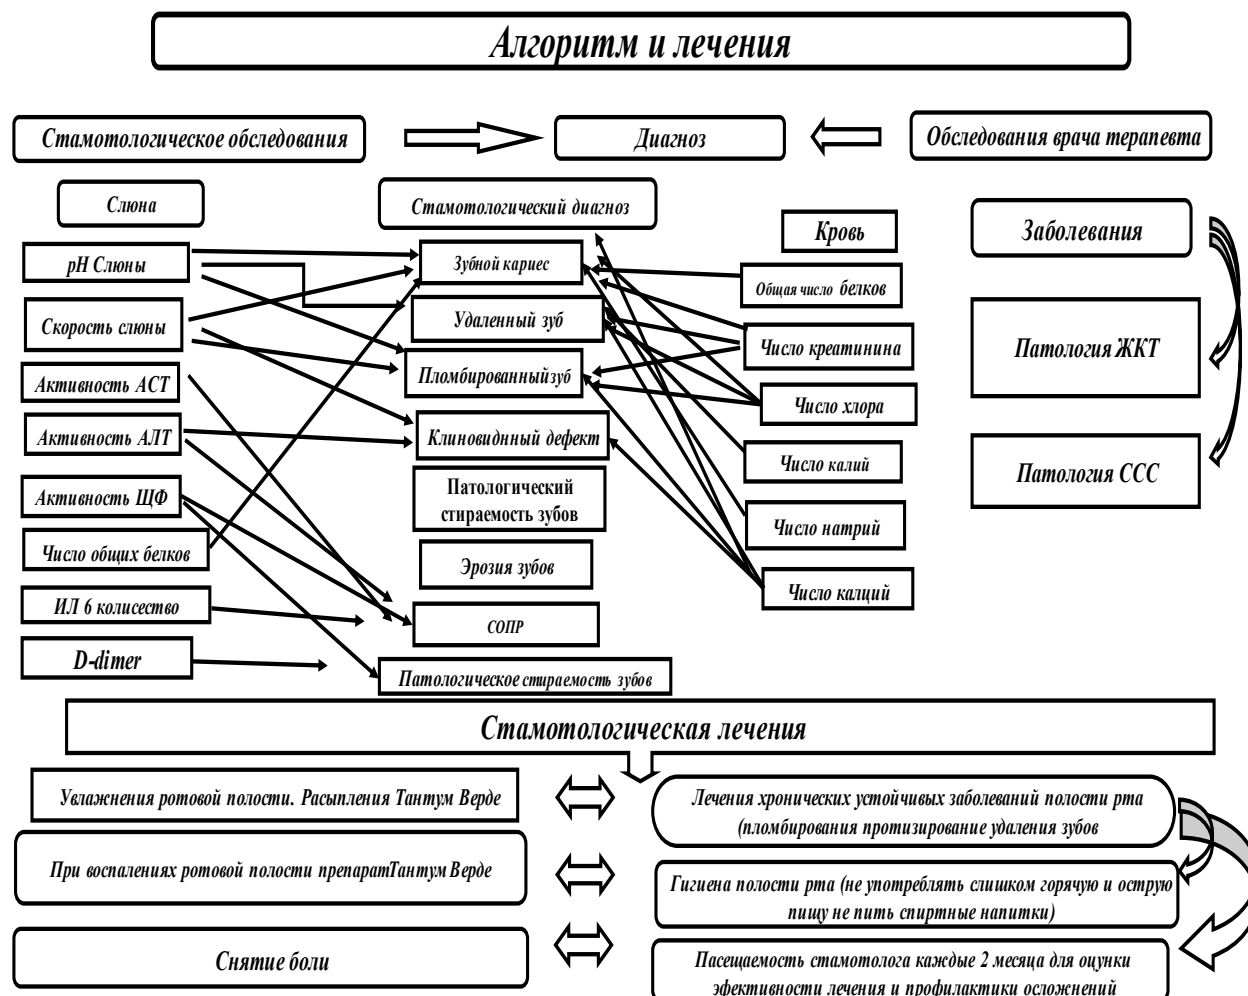 Алгоритм и лечения
Стамотологическое обследования
Диагноз
Обследования врача терапевта
Слюна
Стамотологический диагноз
Кровь
Заболевания
pH Слюны
Зубной кариес
Общая число белков
Скорость слюны
Удаленный зуб
Число креатинина
Патология ЖКТ
Активность АСТ
Пломбированный зуб
Число хлора
Активность АЛТ
Клиновиднный дефект
Число калий
Патология ССС
Активность ЩФ
Патологический
стираемость зубов
Число натрий
Число общих белков
Эрозия зубов
Число калций
ИЛ 6 колисество
СОПР
D-dimer
Патологическое стираемость зубов
Стамотологическая лечения
Увлажнения ротовой полости. Расыпления Тантум Верде
Лечения хронических устойчивых заболеваний полости рта
(пломбирования протизирование удаления зубов
При воспалениях ротовой полости препаратТантум Верде
Гигиена полости рта (не употреблять слишком горячую и острую
пищу не пить спиртные напитки)
Снятие боли
Пасещаемость стамотолога каждые 2 месяца для оцунки
эфективности лечения и профилактики осложнений